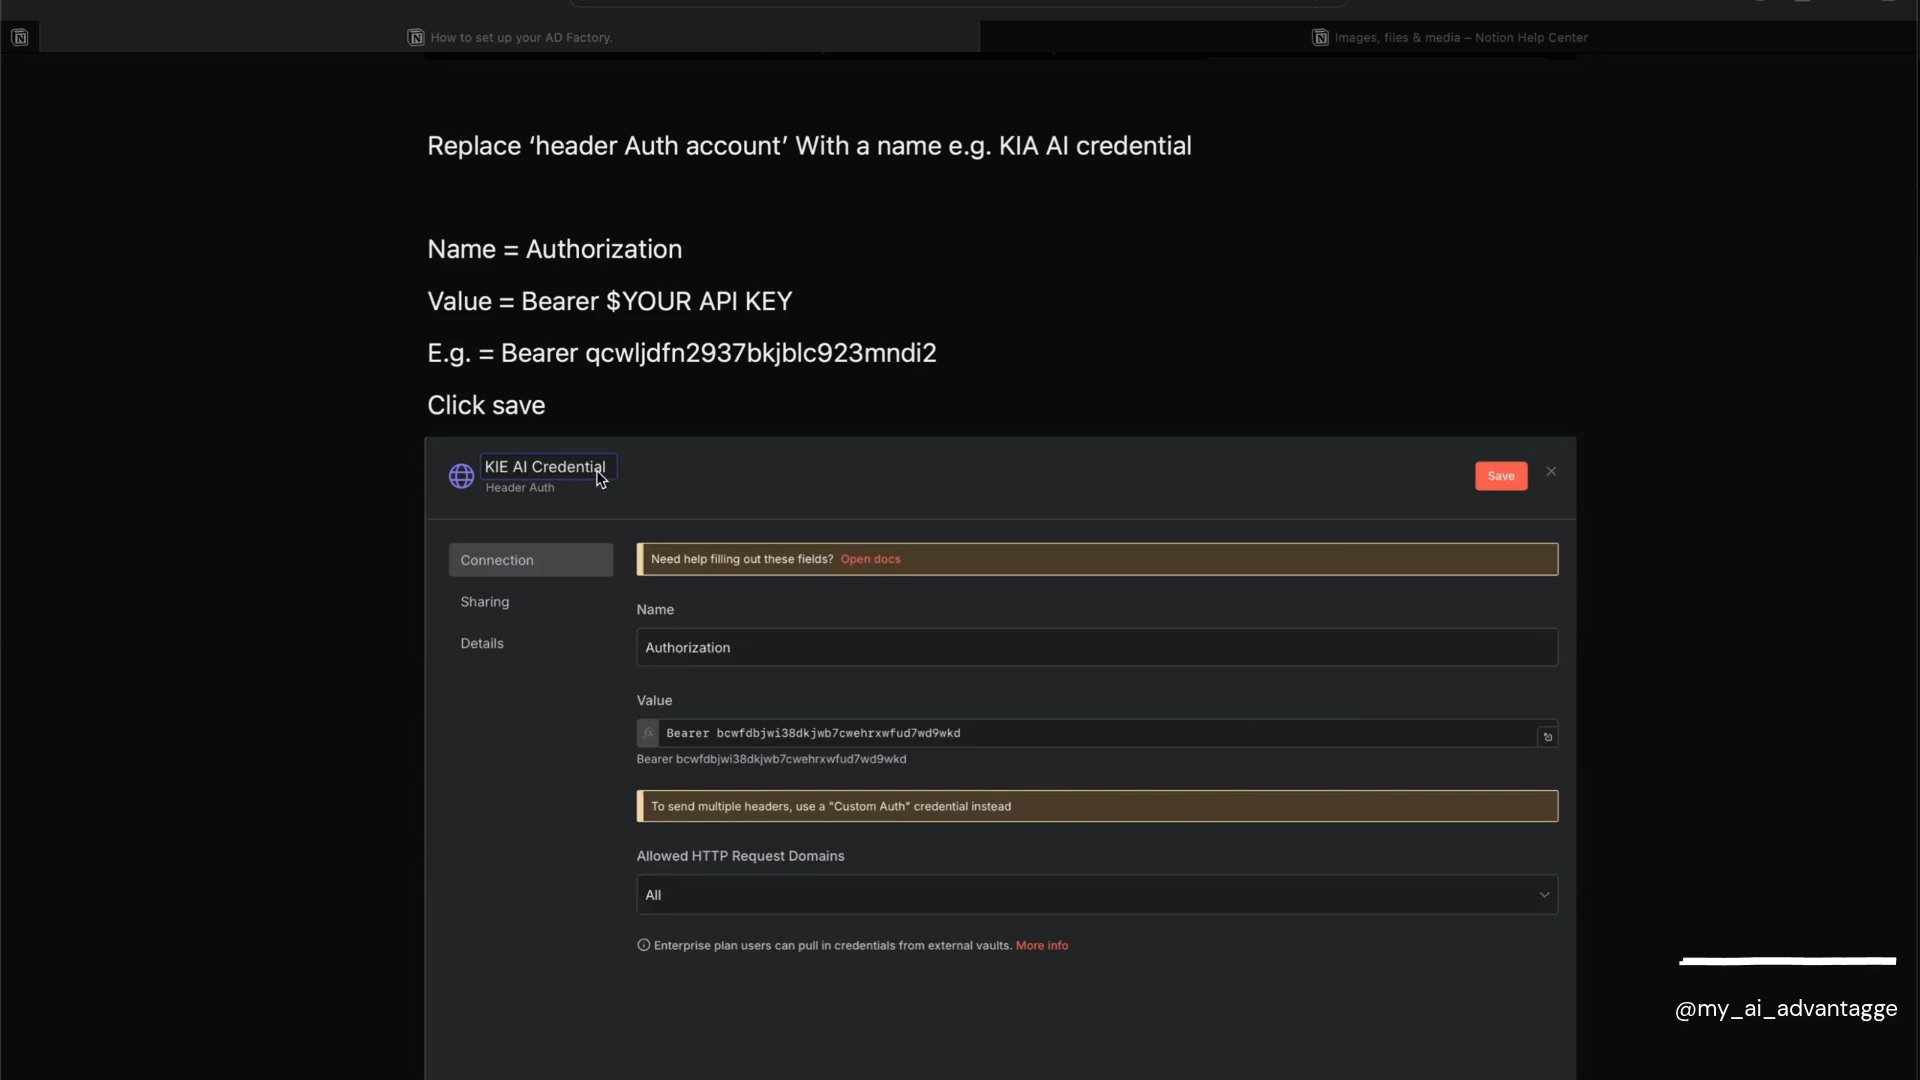 How to set up your AD Factory.
Images, files & media – Notion Help Center
Replace ‘header Auth account’ With a name e.g. KIA AI credential
Name = Authorization
Value = Bearer $YOUR API KEY
E.g. = Bearer qcwljdfn2937bkjblc923mndi2
Click save
KIE AI Credential
Header Auth
Save
Connection
Sharing
Details
Need help filling out these fields? Open docs
Name
Authorization
Value
fx Bearer bcwfdbjwi38dkjwb7cwehrxwfud7wd9wkd
Bearer bcwfdbjwi38dkjwb7cwehrxwfud7wd9wkd
To send multiple headers, use a "Custom Auth" credential instead
Allowed HTTP Request Domains
All
Enterprise plan users can pull in credentials from external vaults. More info
@my_ai_advantagge